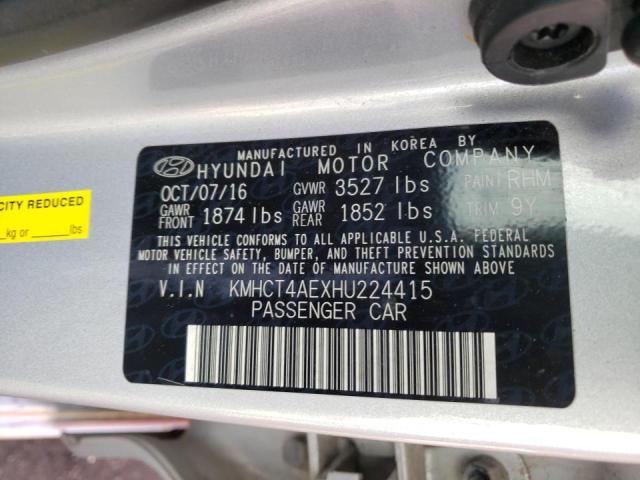 MANUFACTURED IN KOREA BY
HYUNDAI MOTOR COMPANY
OCT/07/16 GVWR 3527 lbs PAINT RHM
GAWR FRONT 1874 lbs GAWR REAR 1852 lbs TRIM 9Y
THIS VEHICLE CONFORMS TO ALL APPLICABLE U.S.A. FEDERAL
MOTOR VEHICLE SAFETY, BUMPER, AND THEFT PREVENTION STANDARDS
IN EFFECT ON THE DATE OF MANUFACTURE SHOWN ABOVE.
V.I.N KMHCT4AEXHU224415
PASSENGER CAR
CITY REDUCED
kg or ______lbs